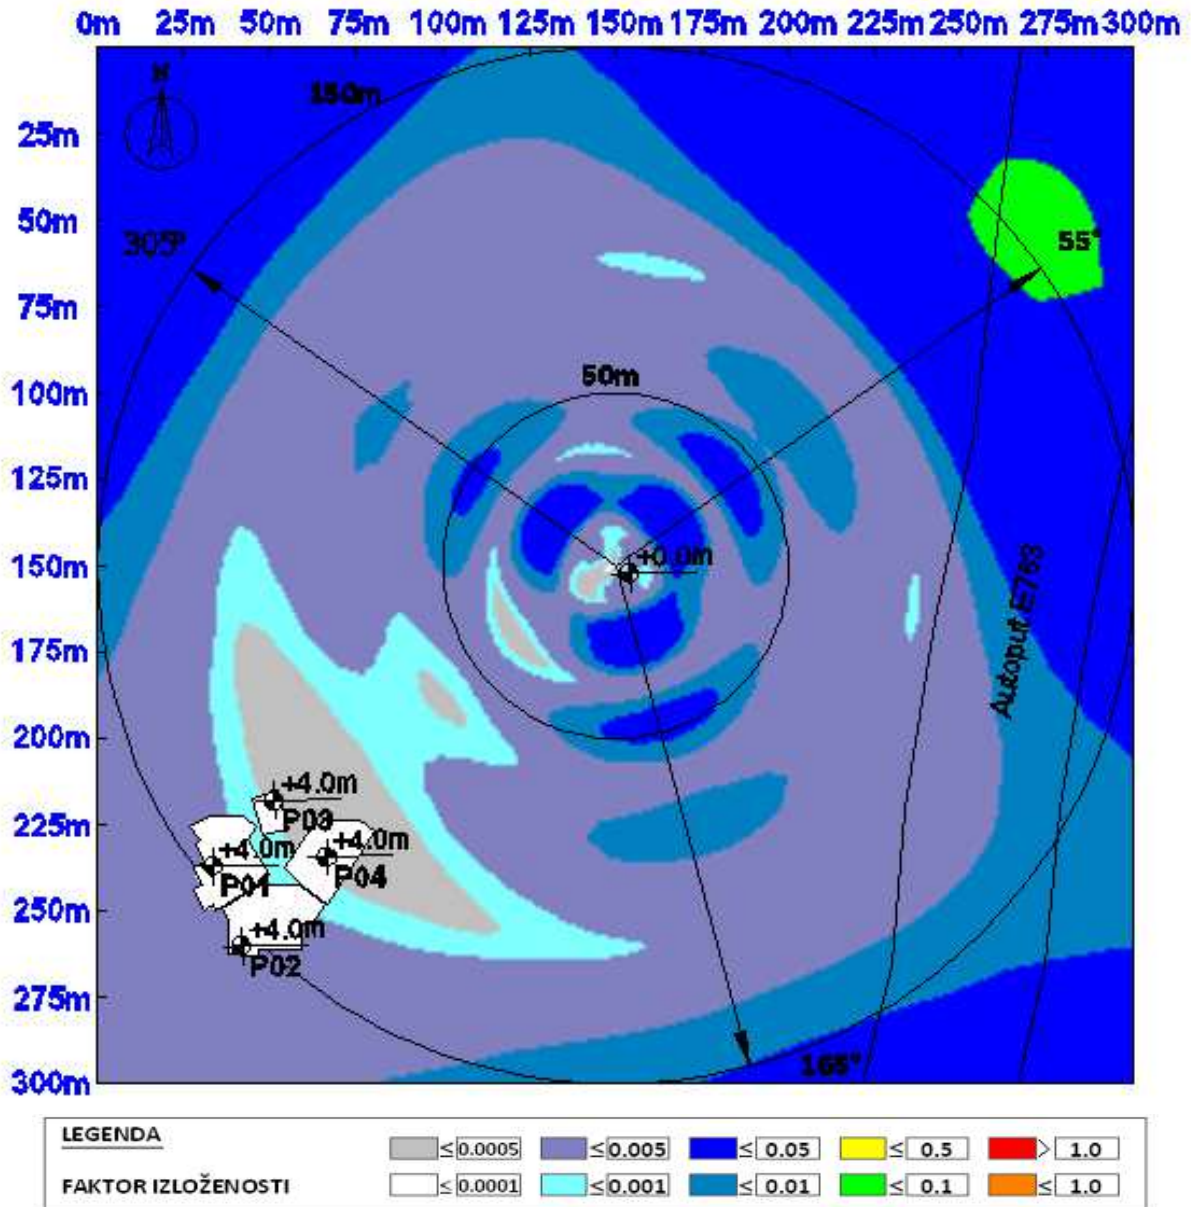 0m 25m 50m 75m 100m 125m 150m 175m 200m 225m 250m 275m 300m
N
150m
25m
50m
305°
55°
75m
50m
100m
125m
+0.0m
150m
Autoput E763
175m
200m
+4.0m
P03
225m
+4.0m
+4.0m
P01
P04
250m
+4.0m
P02
275m
165°
300m
LEGENDA
≤ 0.0005 ≤ 0.005 ≤ 0.05 ≤ 0.5 > 1.0
FAKTOR IZLOŽENOSTI
≤ 0.0001 ≤ 0.001 ≤ 0.01 ≤ 0.1 ≤ 1.0